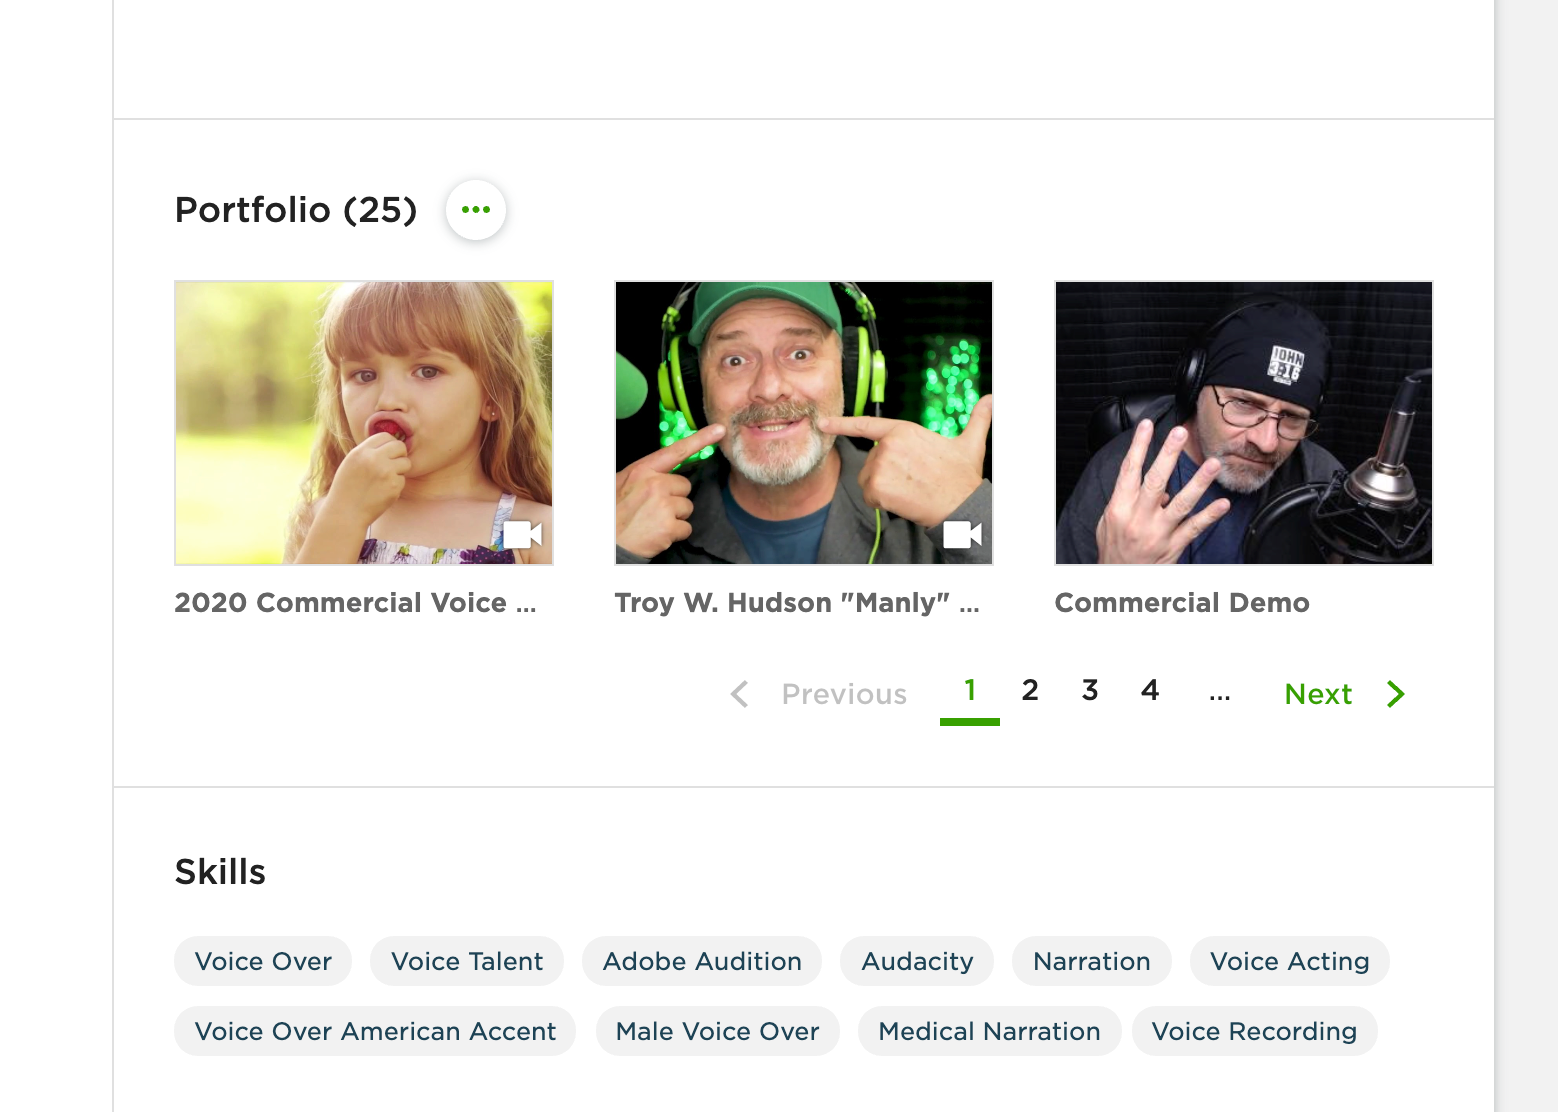 Portfolio (25)
JOHN
3:16
2020 Commercial Voice ...
Troy W. Hudson "Manly" ...
Commercial Demo
Previous 1 2 3 4 ... Next
Skills
Voice Over Voice Talent Adobe Audition Audacity Narration Voice Acting
Voice Over American Accent Male Voice Over Medical Narration Voice Recording